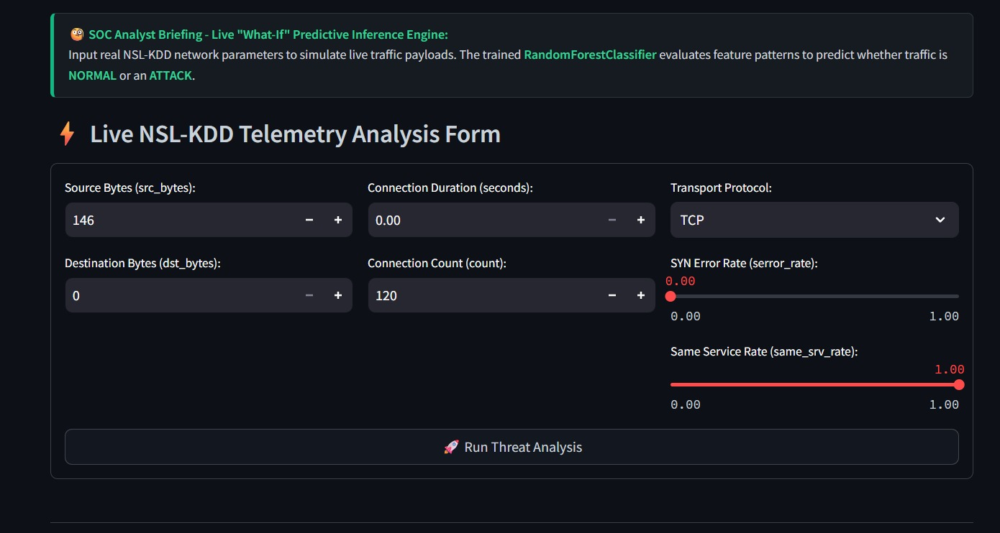 🧐 SOC Analyst Briefing - Live "What-If" Predictive Inference Engine:
Input real NSL-KDD network parameters to simulate live traffic payloads. The trained RandomForestClassifier evaluates feature patterns to predict whether traffic is
NORMAL or an ATTACK.
⚡ Live NSL-KDD Telemetry Analysis Form
Source Bytes (src_bytes):
146
Connection Duration (seconds):
0.00
Transport Protocol:
TCP
Destination Bytes (dst_bytes):
0
Connection Count (count):
120
SYN Error Rate (serror_rate):
0.00
0.00 1.00
Same Service Rate (same_srv_rate):
1.00
0.00 1.00
🚀 Run Threat Analysis